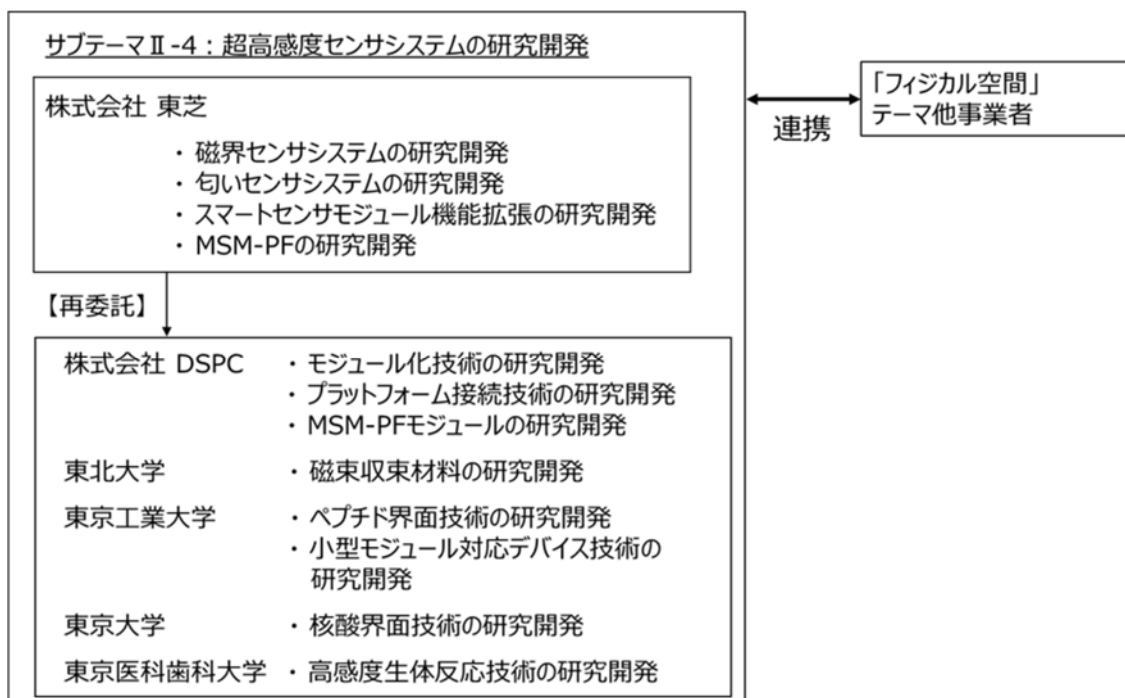 サブテーマⅡ-4：超高感度センサシステムの研究開発
株式会社 東芝
・ 磁界センサシステムの研究開発
・ 匂いセンサシステムの研究開発
・ スマートセンサモジュール機能拡張の研究開発
・ MSM-PFの研究開発
「フィジカル空間」
テーマ他事業者
連携
【再委託】
株式会社 DSPC ・ モジュール化技術の研究開発
・ プラットフォーム接続技術の研究開発
・ MSM-PFモジュールの研究開発
東北大学 ・ 磁束収束材料の研究開発
東京工業大学 ・ ペプチド界面技術の研究開発
・ 小型モジュール対応デバイス技術の
研究開発
東京大学 ・ 核酸界面技術の研究開発
東京医科歯科大学 ・ 高感度生体反応技術の研究開発